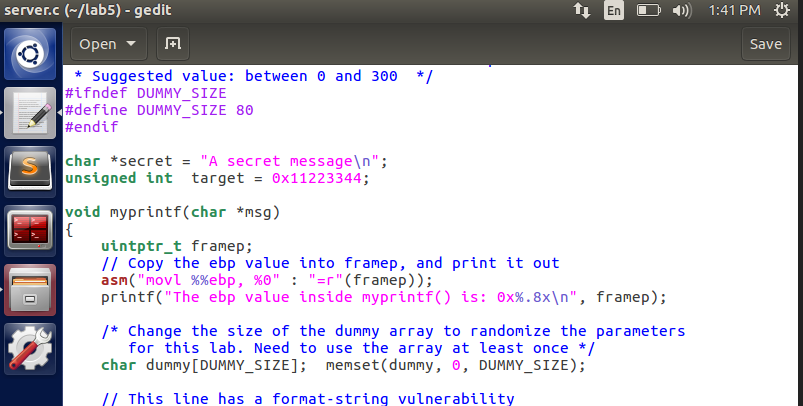 server.c (~/lab5) - gedit
En
1:41 PM
Open
Save
* Suggested value: between 0 and 300  */
#ifndef DUMMY_SIZE
#define DUMMY_SIZE 80
#endif
char *secret = "A secret message\n";
unsigned int  target = 0x11223344;
void myprintf(char *msg)
{
    uintptr_t framep;
    // Copy the ebp value into framep, and print it out
    asm("movl %%ebp, %0" : "=r"(framep));
    printf("The ebp value inside myprintf() is: 0x%.8x\n", framep);
    /* Change the size of the dummy array to randomize the parameters
       for this lab. Need to use the array at least once */
    char dummy[DUMMY_SIZE];  memset(dummy, 0, DUMMY_SIZE);
    // This line has a format-string vulnerability